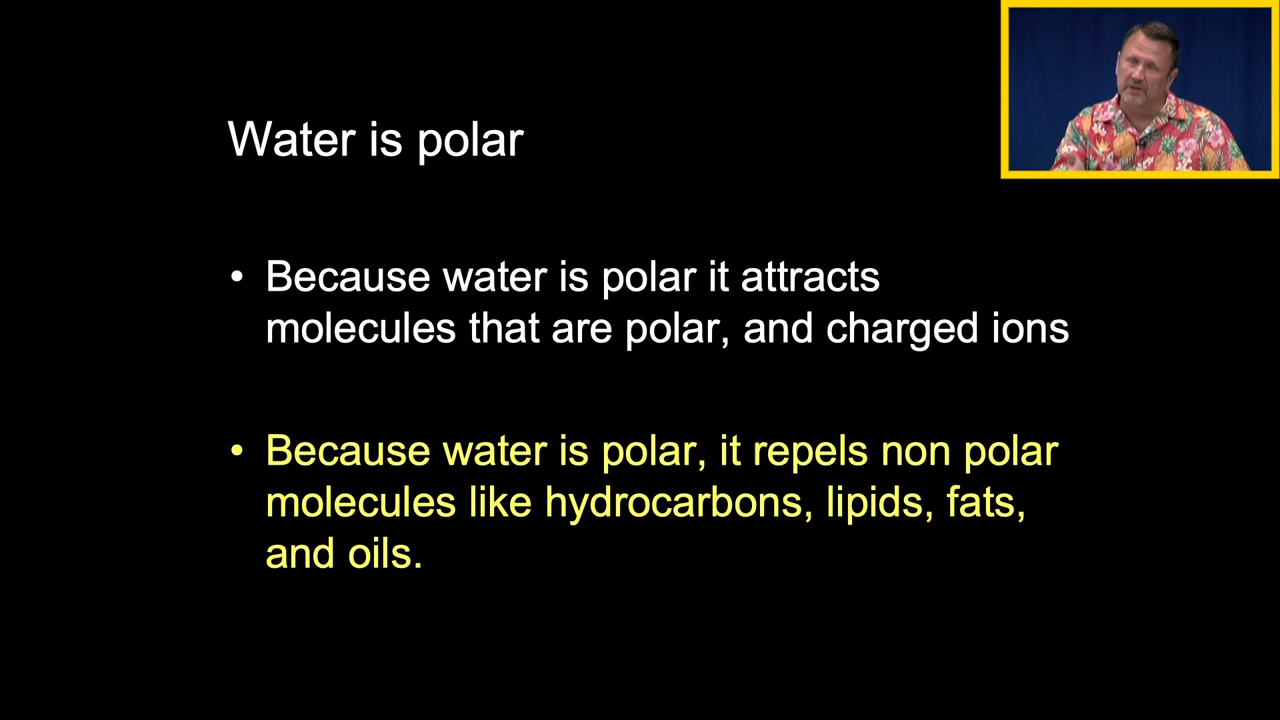 Water is polar
• Because water is polar it attracts
molecules that are polar, and charged ions
• Because water is polar, it repels non polar
molecules like hydrocarbons, lipids, fats,
and oils.